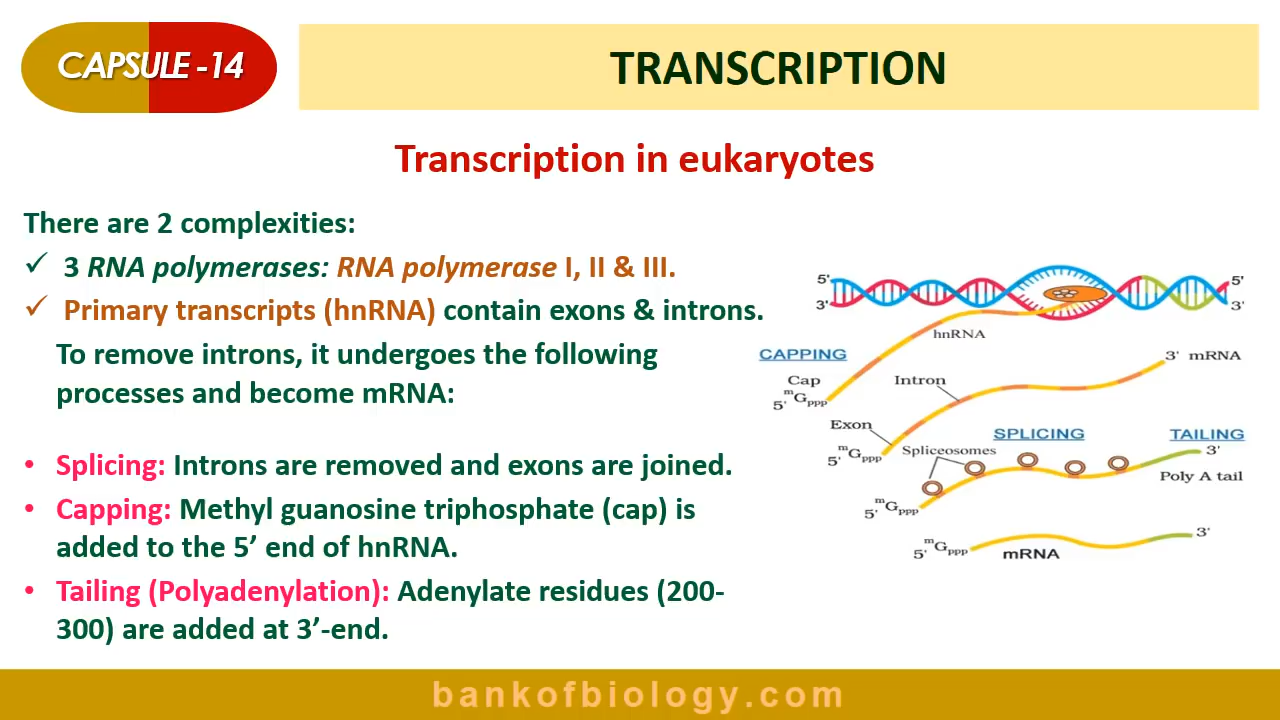 CAPSULE -14
TRANSCRIPTION
Transcription in eukaryotes
There are 2 complexities:
✓ 3 RNA polymerases: RNA polymerase I, II & III.
✓ Primary transcripts (hnRNA) contain exons & introns.
To remove introns, it undergoes the following
processes and become mRNA:
• Splicing: Introns are removed and exons are joined.
• Capping: Methyl guanosine triphosphate (cap) is
added to the 5’ end of hnRNA.
• Tailing (Polyadenylation): Adenylate residues (200-
300) are added at 3’-end.
5' 5'
3' 3'
hnRNA
CAPPING
3' mRNA
Cap
Intron
5' mGppp
Exon
SPLICING TAILING
5' mGppp
Spliceosomes
3'
Poly A tail
5' mGppp
3'
5' mGppp
mRNA
bankofbiology.com